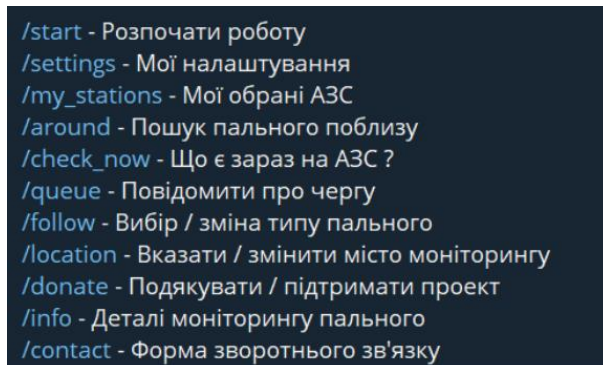 /start - Розпочати роботу
/settings - Мої налаштування
/my_stations - Мої обрані АЗС
/around - Пошук пального поблизу
/check_now - Що є зараз на АЗС ?
/queue - Повідомити про чергу
/follow - Вибір / зміна типу пального
/location - Вказати / змінити місто моніторингу
/donate - Подякувати / підтримати проект
/info - Деталі моніторингу пального
/contact - Форма зворотнього зв'язку